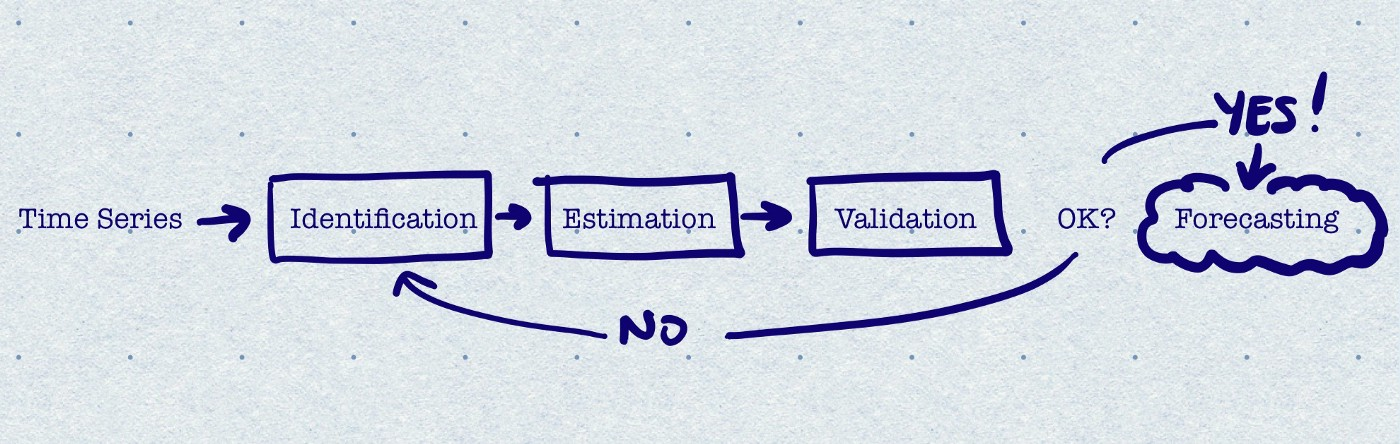 YES!
Time Series Identification Estimation Validation OK? Forecasting
NO